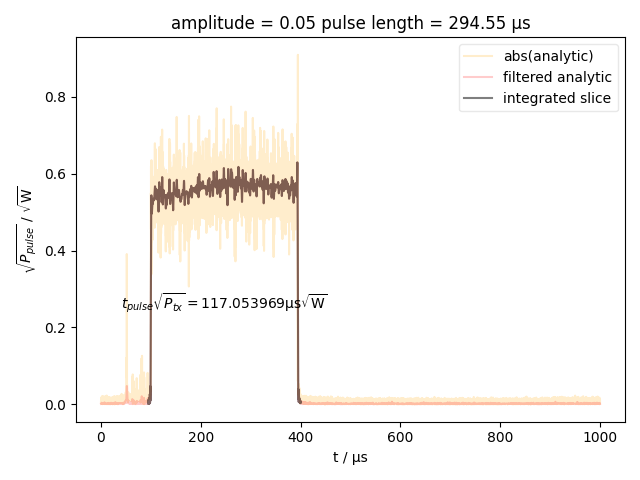 amplitude = 0.05 pulse length = 294.55 μs
abs(analytic)
filtered analytic
integrated slice
√P_pulse / √W
0.8
0.6
0.4
0.2
0.0
t_pulse√P_tx = 117.053969μs√W
0 200 400 600 800 1000
t / μs